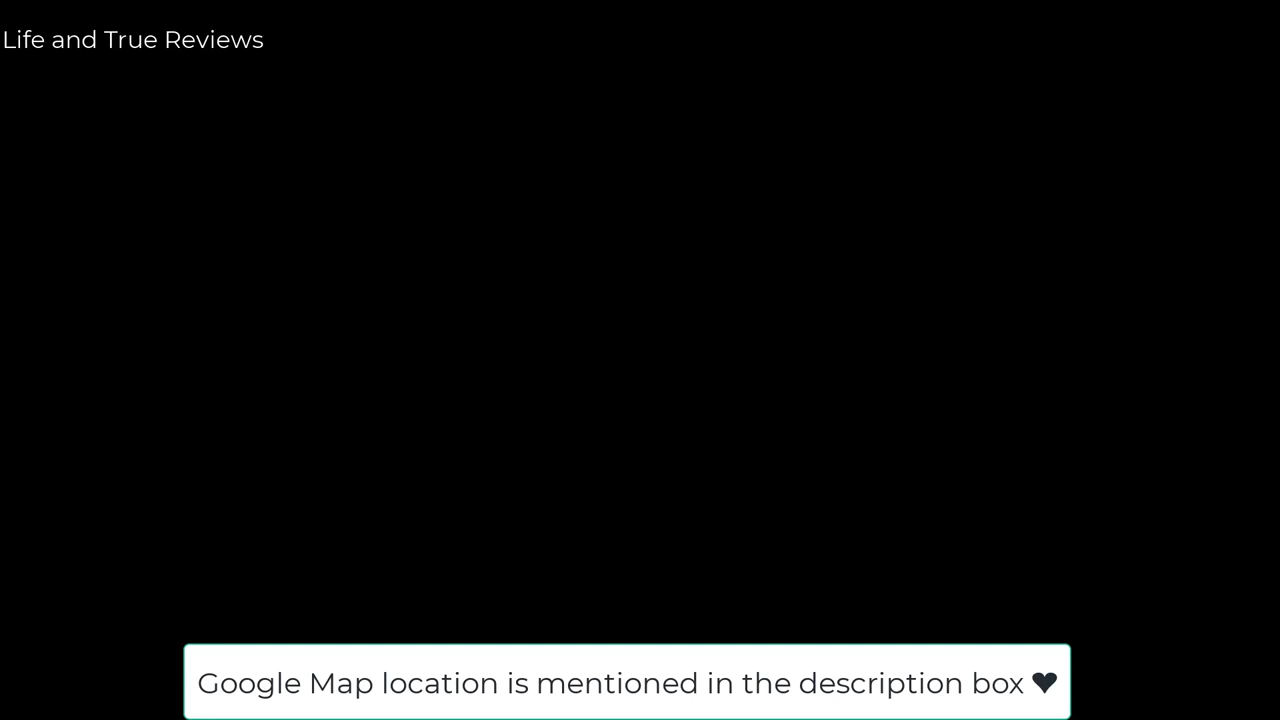 Life and True Reviews
Google Map location is mentioned in the description box ♥